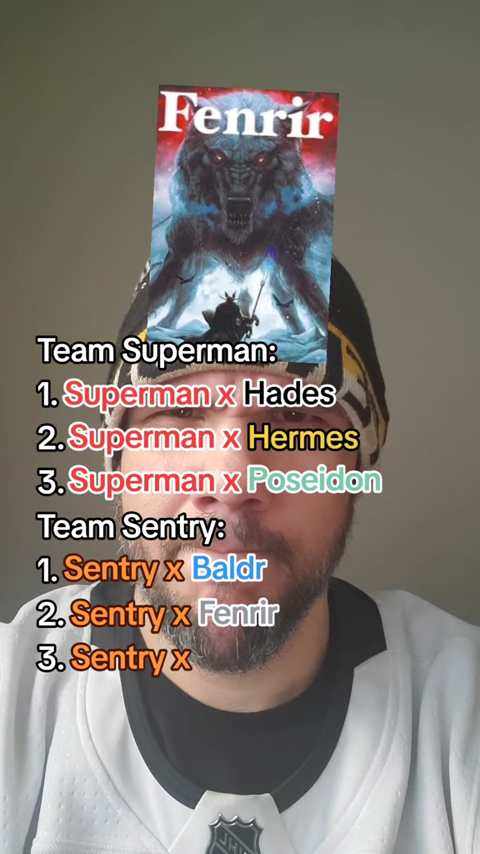 Fenrir
Team Superman:
1. Superman x Hades
2. Superman x Hermes
3. Superman x Poseidon
Team Sentry:
1. Sentry x Baldr
2. Sentry x Fenrir
3. Sentry x
NHL